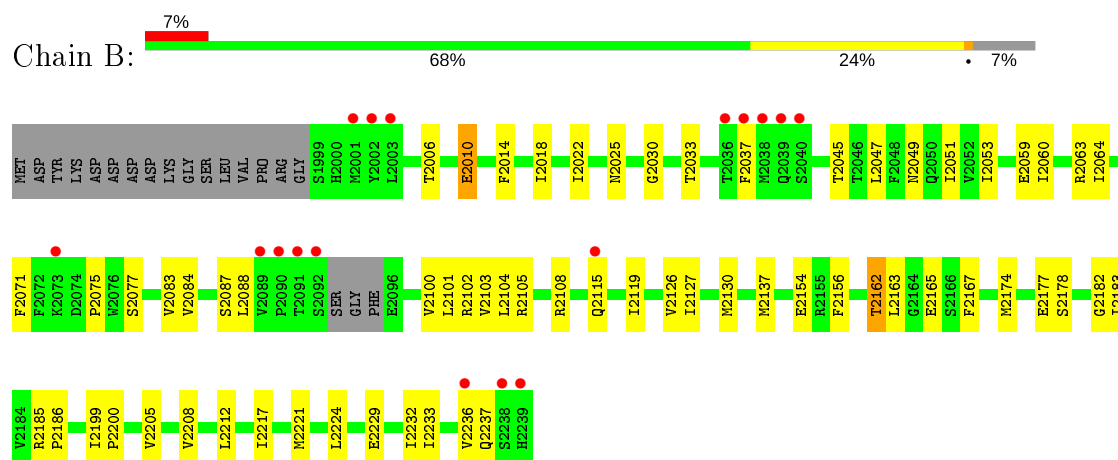 7%
Chain B:
68% 24% • 7%
MET ASP TYR LYS ASP ASP ASP ASP LYS GLY SER LEU VAL PRO ARG GLY S1999 H2000 M2001 Y2002 L2003 T2006 E2010 F2014 I2018 I2022 N2025 G2030 T2033 T2036 F2037 M2038 Q2039 S2040 T2045 T2046 L2047 F2048 N2049 Q2050 I2051 V2052 I2053 E2059 I2060 R2063 I2064
F2071 F2072 K2073 D2074 P2075 W2076 S2077 V2083 V2084 S2087 L2088 V2089 P2090 T2091 S2092 SER GLY PHE E2096 V2100 L2101 R2102 V2103 L2104 R2105 R2108 Q2115 I2119 V2126 I2127 M2130 M2137 E2154 R2155 F2156 T2162 L2163 G2164 E2165 S2166 F2167 M2174 E2177 S2178 G2182
V2184 R2185 P2186 I2199 P2200 V2205 V2208 L2212 I2217 M2221 L2224 E2229 I2232 I2233 V2236 Q2237 S2238 H2239